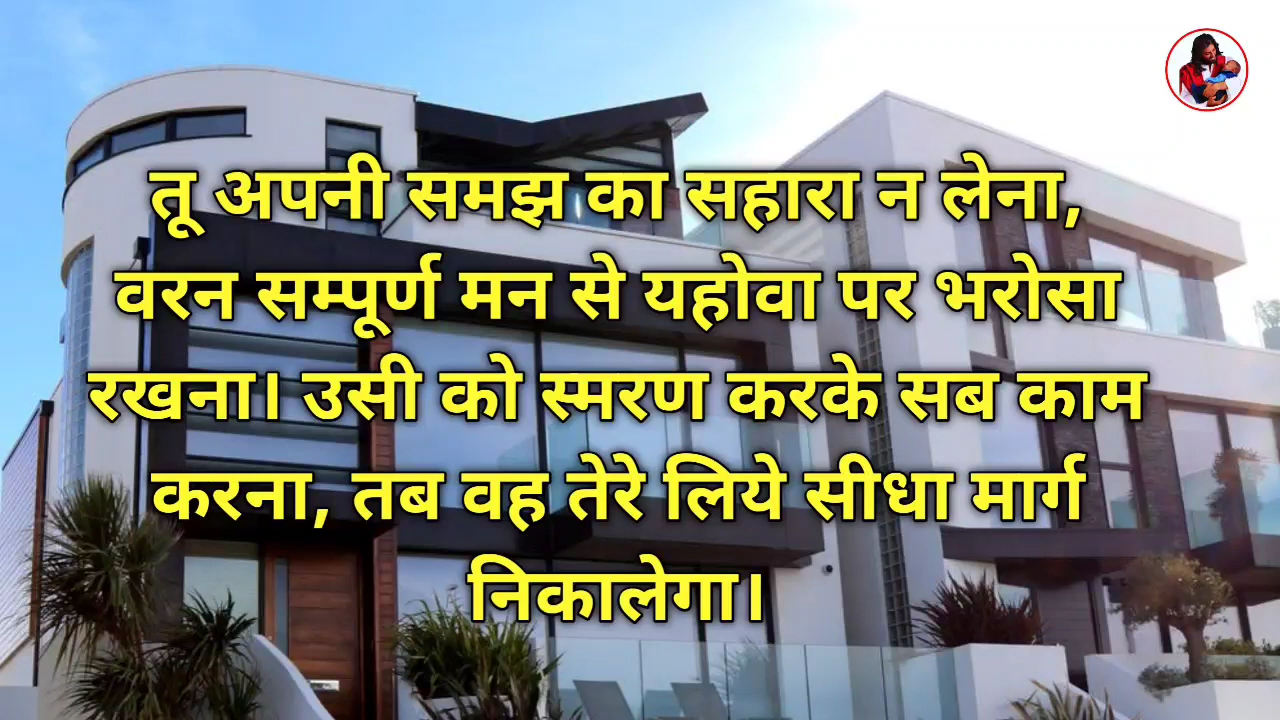 तू अपनी समझ का सहारा न लेना,
वरन सम्पूर्ण मन से यहोवा पर भरोसा
रखना। उसी को स्मरण करके सब काम
करना, तब वह तेरे लिये सीधा मार्ग
निकालेगा।